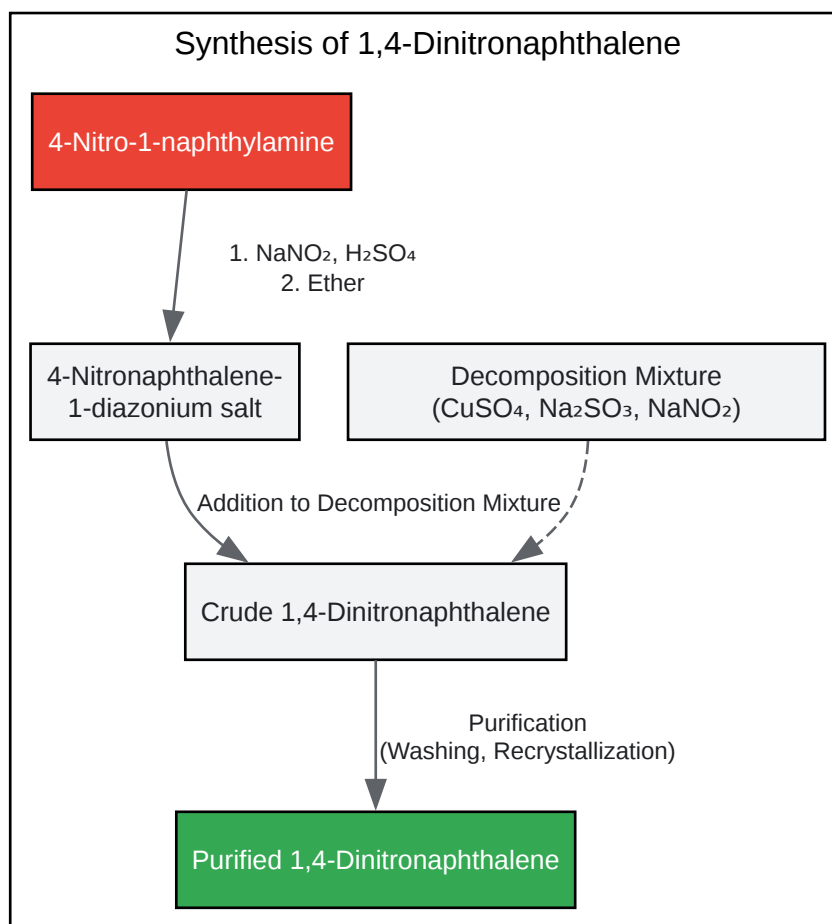 Synthesis of 1,4-Dinitronaphthalene
4-Nitro-1-naphthylamine
1. NaNO₂, H₂SO₄
2. Ether
4-Nitronaphthalene-
1-diazonium salt
Decomposition Mixture
(CuSO₄, Na₂SO₃, NaNO₂)
Addition to Decomposition Mixture
Crude 1,4-Dinitronaphthalene
Purification
(Washing, Recrystallization)
Purified 1,4-Dinitronaphthalene